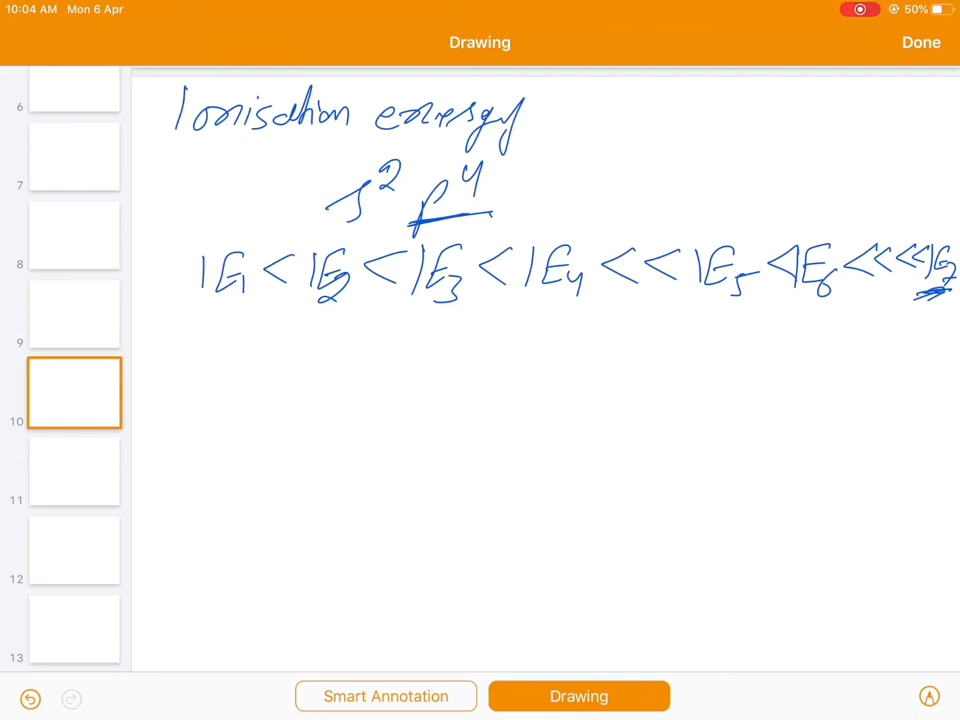 10:04 AM Mon 6 Apr 50%
Drawing Done
Ionisation energy
s² p⁴
IE₁ < IE₂ < IE₃ < IE₄ << IE₅ < IE₆ <<<< IE₇
6
7
8
9
10
11
12
13
Smart Annotation Drawing